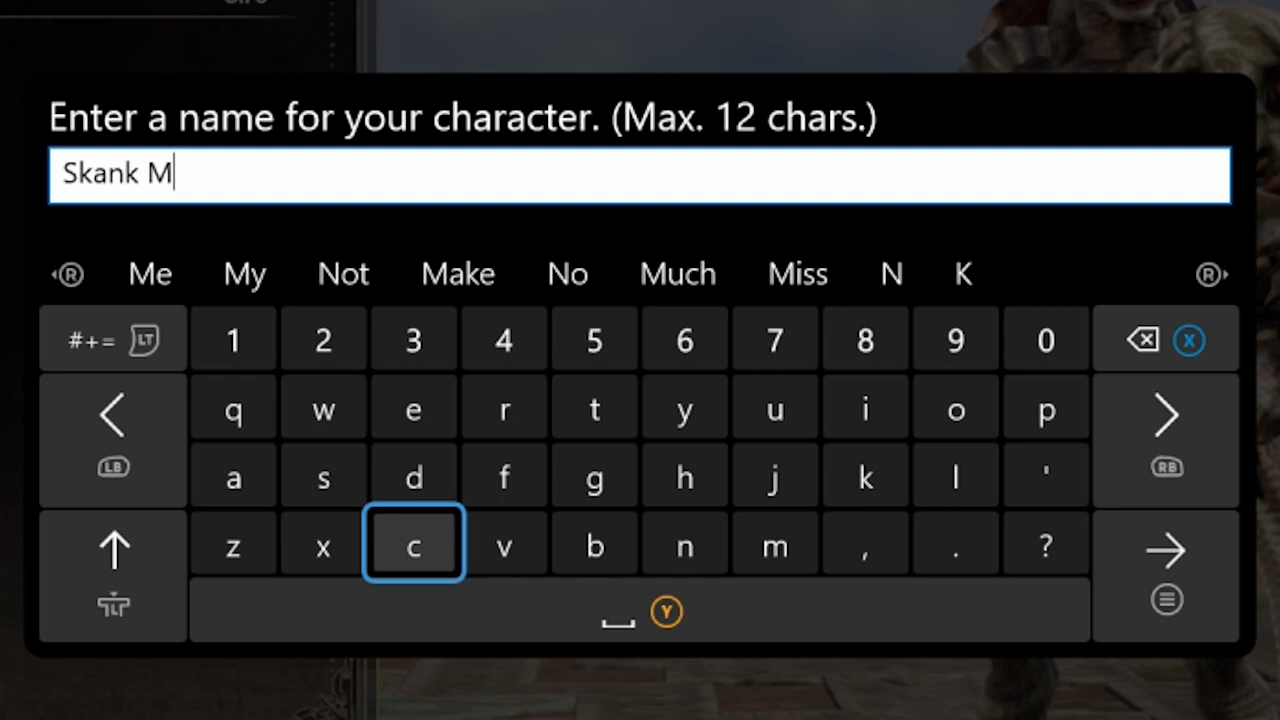 Enter a name for your character. (Max. 12 chars.)
Skank M
R Me My Not Make No Much Miss N K R
#+= LT 1 2 3 4 5 6 7 8 9 0 X
q w e r t y u i o p
LB a s d f g h j k l ' RB
z x c v b n m , . ?
Y